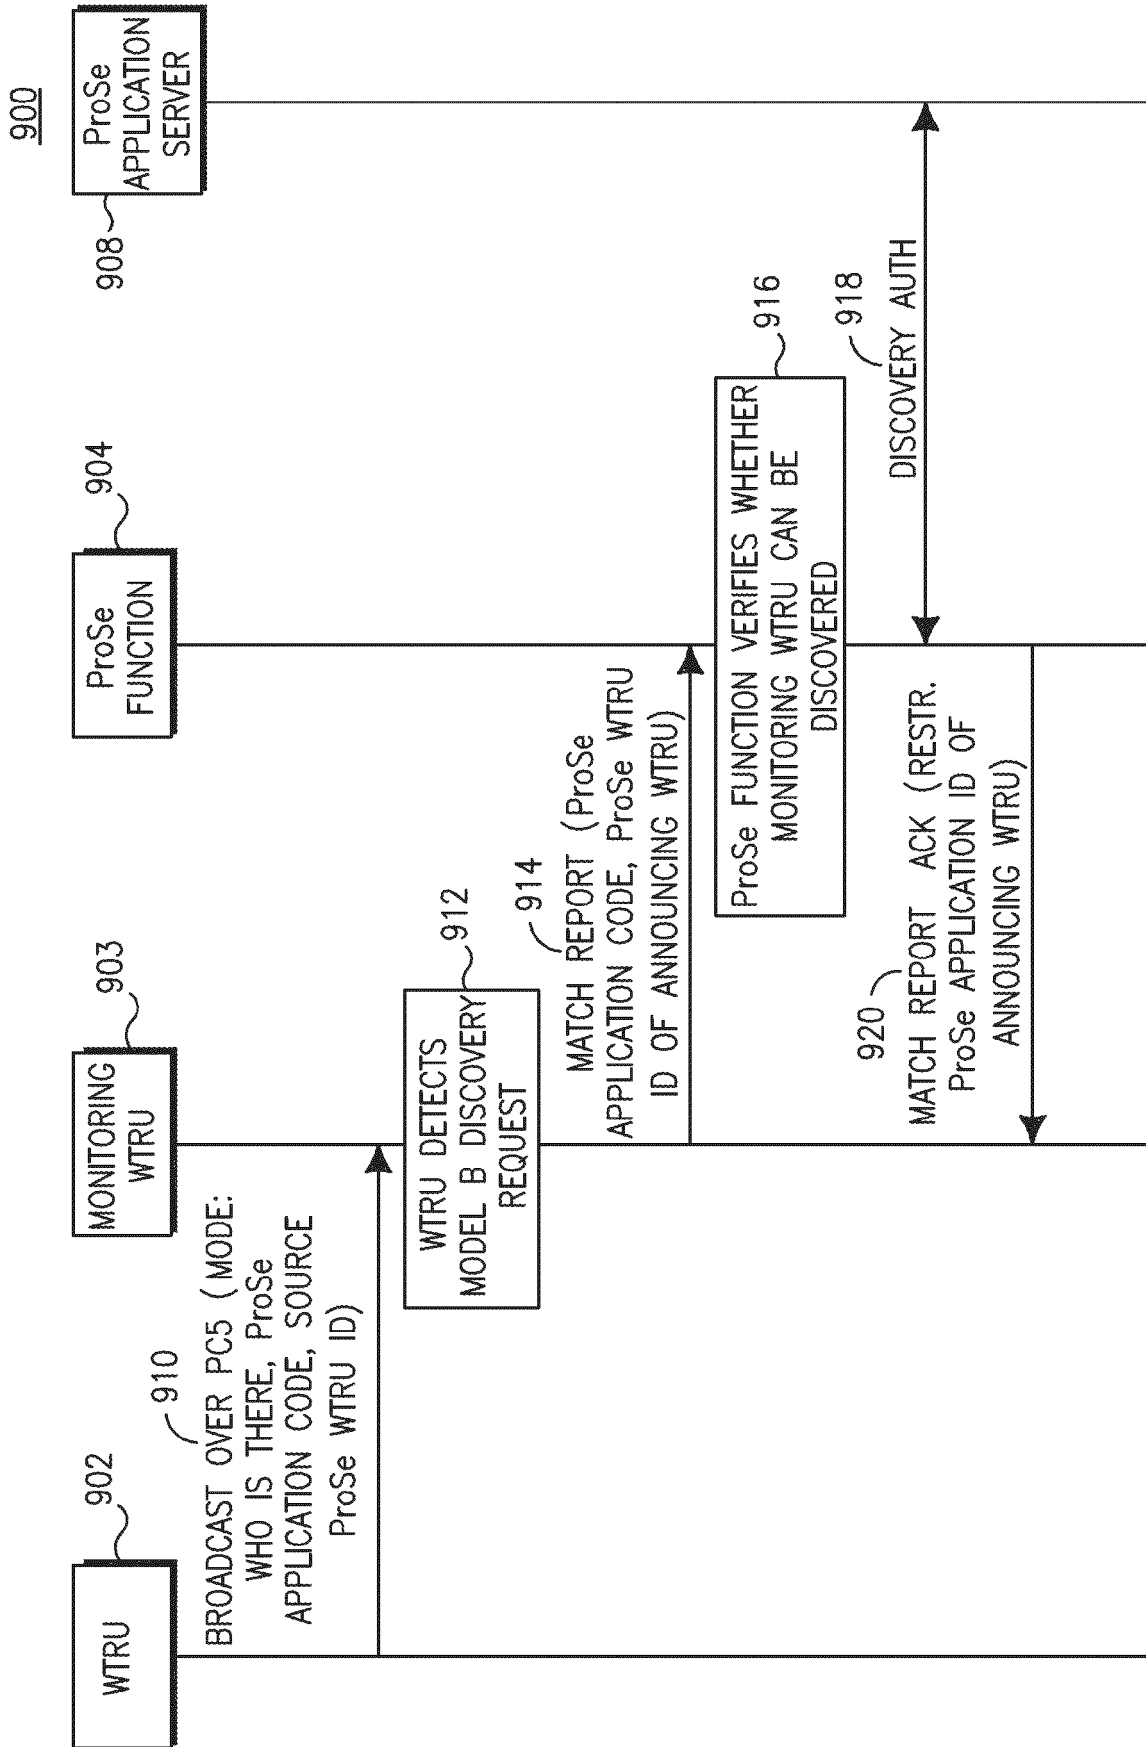 900
WTRU
902
MONITORING
WTRU
903
ProSe
FUNCTION
904
ProSe
APPLICATION
SERVER
908
910
BROADCAST OVER PC5 (MODE:
WHO IS THERE, ProSe
APPLICATION CODE, SOURCE
ProSe WTRU ID)
WTRU DETECTS
MODEL B DISCOVERY
REQUEST
912
914
MATCH REPORT (ProSe
APPLICATION CODE, ProSe WTRU
ID OF ANNOUNCING WTRU)
ProSe FUNCTION VERIFIES WHETHER
MONITORING WTRU CAN BE
DISCOVERED
916
918
DISCOVERY AUTH
920
MATCH REPORT ACK (RESTR.
ProSe APPLICATION ID OF
ANNOUNCING WTRU)